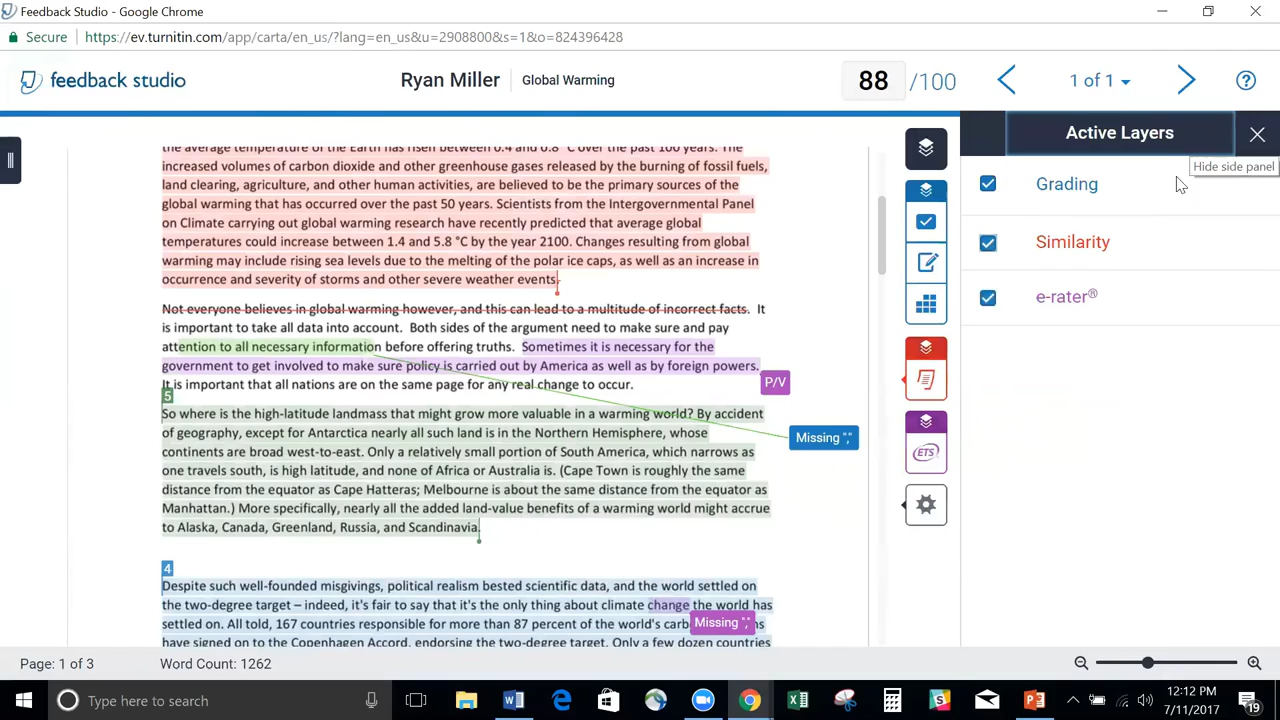 Feedback Studio - Google Chrome
Secure https://ev.turnitin.com/app/carta/en_us/?lang=en_us&u=2908800&s=1&o=824396428
feedback studio Ryan Miller Global Warming 88 /100 1 of 1 ?
Active Layers
Hide side panel
Grading
Similarity
e-rater®
the average temperature of the Earth has risen between 0.4 and 0.8 °C over the past 100 years. The
increased volumes of carbon dioxide and other greenhouse gases released by the burning of fossil fuels,
land clearing, agriculture, and other human activities, are believed to be the primary sources of the
global warming that has occurred over the past 50 years. Scientists from the Intergovernmental Panel
on Climate carrying out global warming research have recently predicted that average global
temperatures could increase between 1.4 and 5.8 °C by the year 2100. Changes resulting from global
warming may include rising sea levels due to the melting of the polar ice caps, as well as an increase in
occurrence and severity of storms and other severe weather events.
Not everyone believes in global warming however, and this can lead to a multitude of incorrect facts. It
is important to take all data into account. Both sides of the argument need to make sure and pay
attention to all necessary information before offering truths. Sometimes it is necessary for the
government to get involved to make sure policy is carried out by America as well as by foreign powers.
It is important that all nations are on the same page for any real change to occur.
P/V
5
So where is the high-latitude landmass that might grow more valuable in a warming world? By accident
of geography, except for Antarctica nearly all such land is in the Northern Hemisphere, whose
Missing ","
continents are broad west-to-east. Only a relatively small portion of South America, which narrows as
one travels south, is high latitude, and none of Africa or Australia is. (Cape Town is roughly the same
distance from the equator as Cape Hatteras; Melbourne is about the same distance from the equator as
Manhattan.) More specifically, nearly all the added land-value benefits of a warming world might accrue
to Alaska, Canada, Greenland, Russia, and Scandinavia.
ETS
4
Despite such well-founded misgivings, political realism bested scientific data, and the world settled on
the two-degree target – indeed, it's fair to say that it's the only thing about climate change the world has
settled on. All told, 167 countries responsible for more than 87 percent of the world's carb
Missing ","
have signed on to the Copenhagen Accord, endorsing the two-degree target. Only a few dozen countries
Page: 1 of 3 Word Count: 1262
Type here to search
12:12 PM
7/11/2017
19